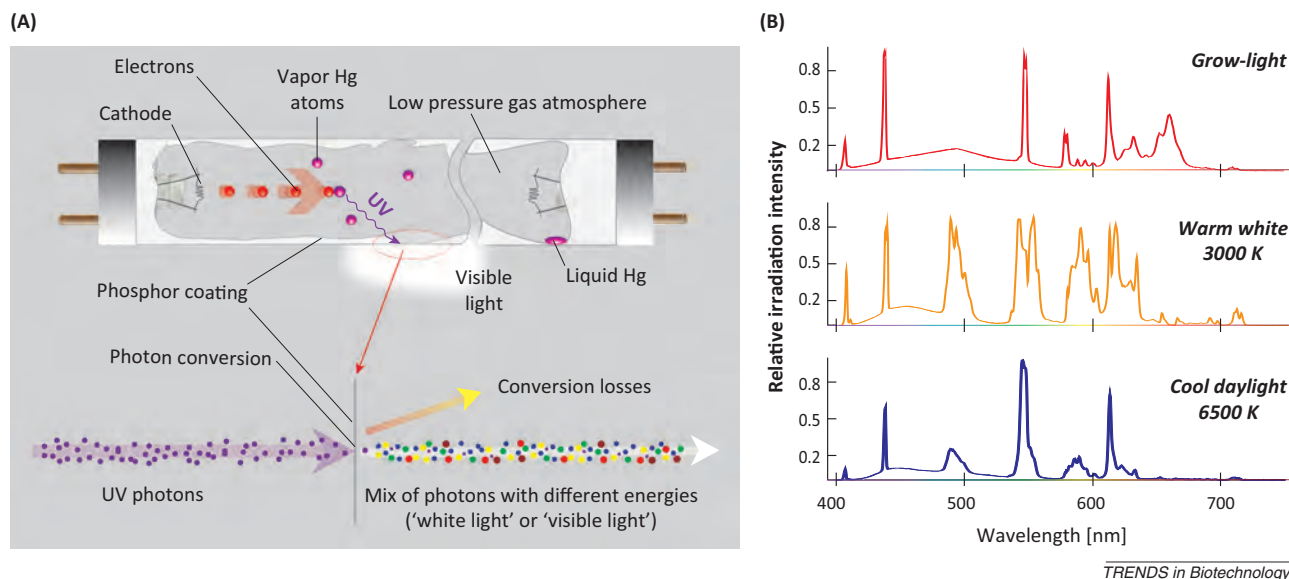 (A)
Electrons
Cathode
Vapor Hg
atoms
Low pressure gas atmosphere
UV
Phosphor coating
Visible
light
Liquid Hg
Photon conversion
Conversion losses
UV photons
Mix of photons with different energies
(‘white light’ or ‘visible light’)
(B)
Relative irradiation intensity
0.8
0.5
0.2
Grow-light
0.8
0.5
0.2
Warm white
3000 K
0.8
0.5
0.2
Cool daylight
6500 K
400 500 600 700
Wavelength [nm]
TRENDS in Biotechnology